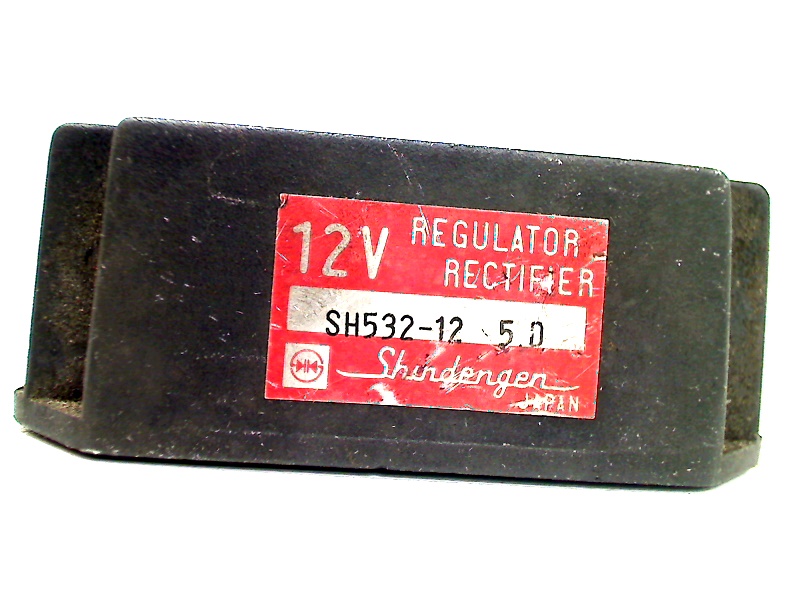 12V REGULATOR
RECTIFIER
SH532-12 5.0
Shindengen
JAPAN